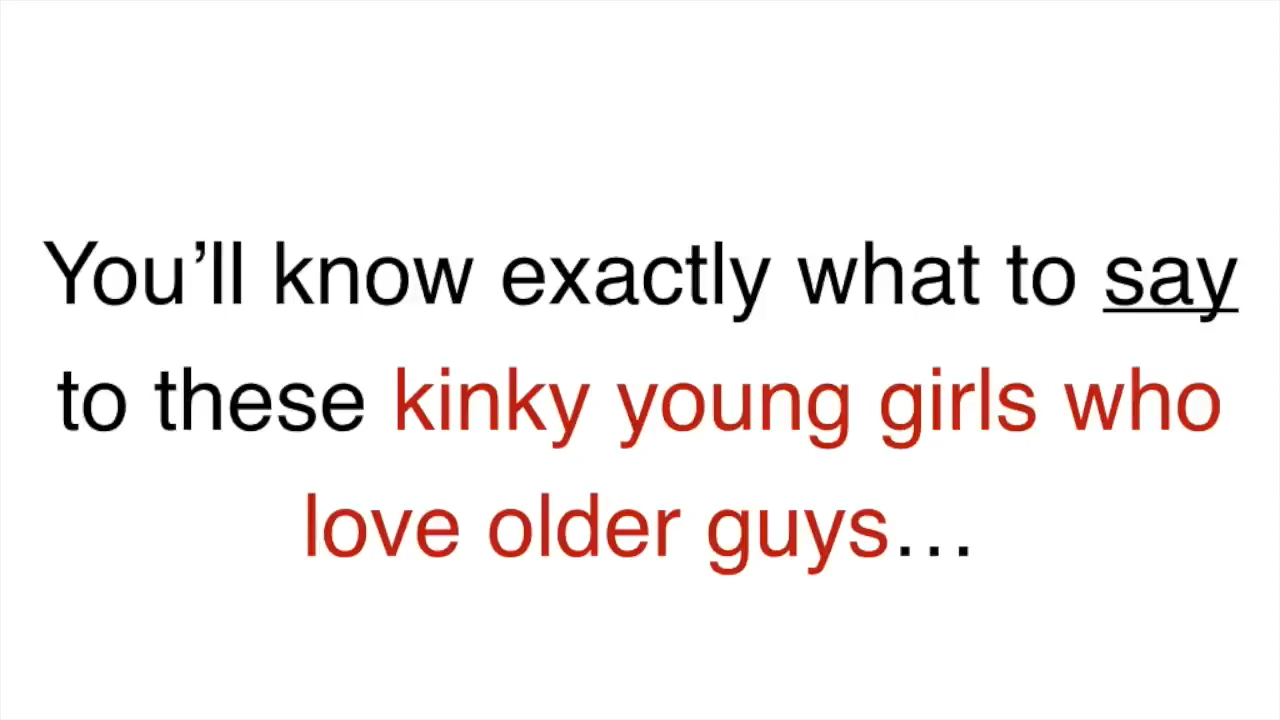 You’ll know exactly what to say
to these kinky young girls who
love older guys…